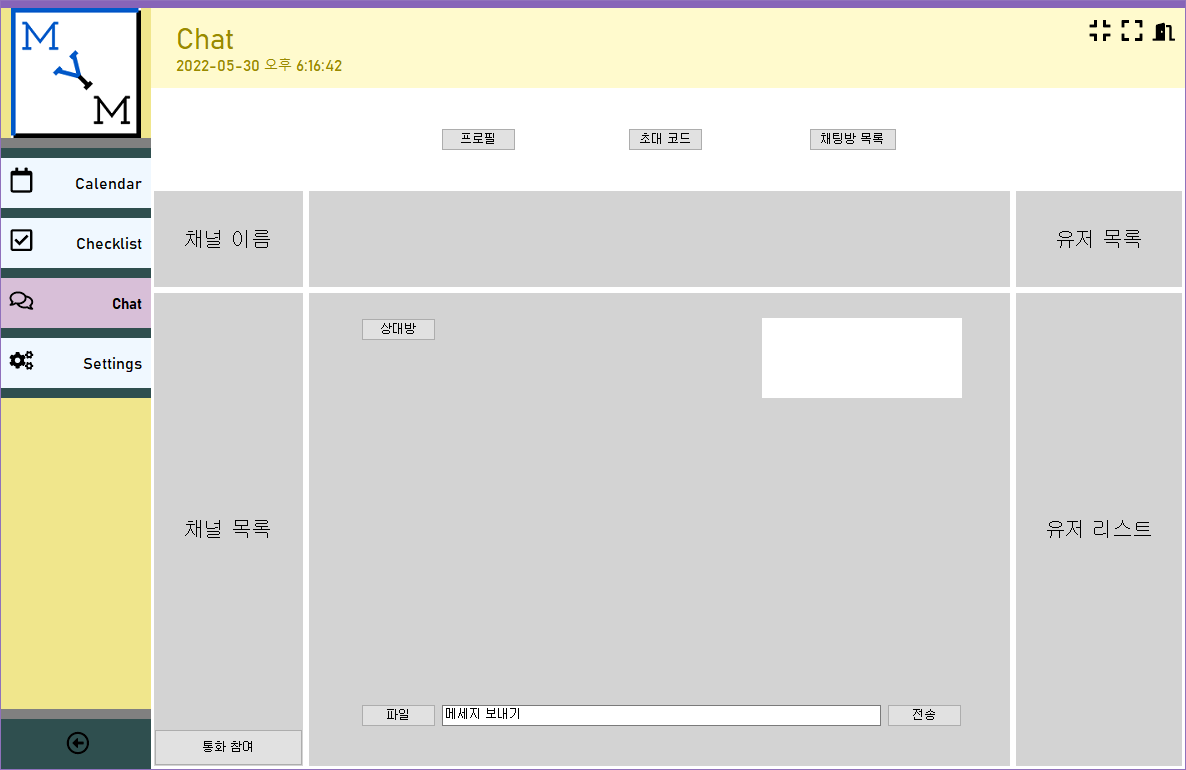 M
Y
M
Chat
2022-05-30 오후 6:16:42
Calendar
Checklist
Chat
Settings
프로필
초대 코드
채팅방 목록
채널 이름
유저 목록
채널 목록
상대방
유저 리스트
파일
메세지 보내기
전송
통화 참여